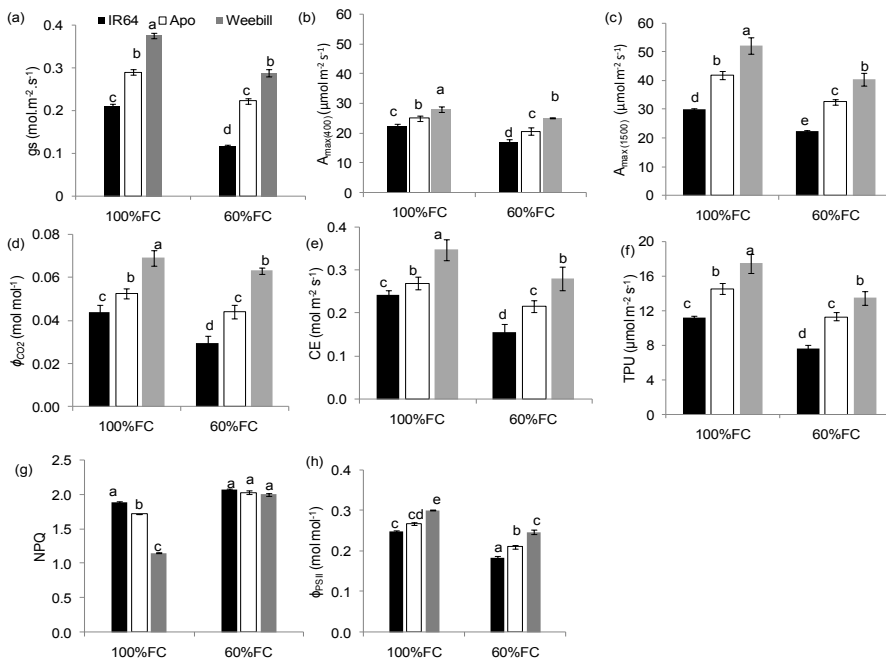 (a)
IR64 Apo Weebill
gs (mol.m-2.s-1)
0.4
0.3
0.2
0.1
0
c b a
d c b
100%FC 60%FC
(b)
Amax(400) (µmol m-2 s-1)
60
50
40
30
20
10
0
c b a
d c b
100%FC 60%FC
(c)
Amax(1500) (µmol m-2 s-1)
60
50
40
30
20
10
0
d b a
e c b
100%FC 60%FC
(d)
ϕCO2 (mol mol-1)
0.08
0.06
0.04
0.02
0.00
c b a
d c b
100%FC 60%FC
(e)
CE (mol m-2 s-1)
0.4
0.3
0.2
0.1
0.0
c b a
d c b
100%FC 60%FC
(f)
TPU (µmol m-2 s-1)
20
16
12
8
4
0
c b a
d c b
100%FC 60%FC
(g)
NPQ
2.5
2.0
1.5
1.0
0.5
0.0
a b c
a a a
100%FC 60%FC
(h)
ϕPSII (mol mol-1)
0.4
0.3
0.2
0.1
0.0
c cd e
a b c
100%FC 60%FC